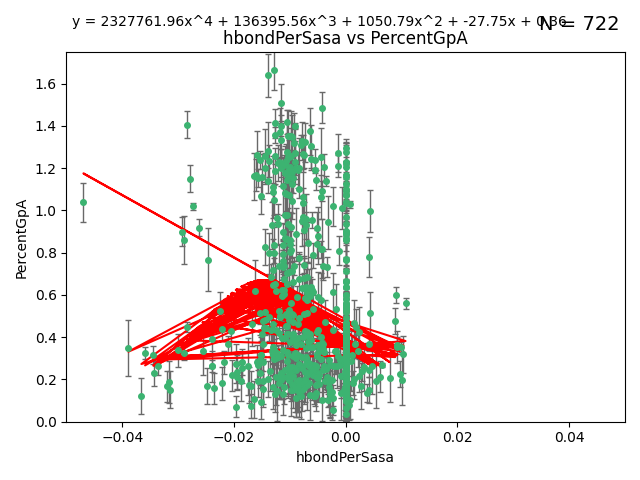 y = 2327761.96x^4 + 136395.56x^3 + 1050.79x^2 + -27.75x + 0.36
N = 722
hbondPerSasa vs PercentGpA
1.6
1.4
1.2
1.0
0.8
0.6
0.4
0.2
0.0
PercentGpA
−0.04 −0.02 0.00 0.02 0.04
hbondPerSasa